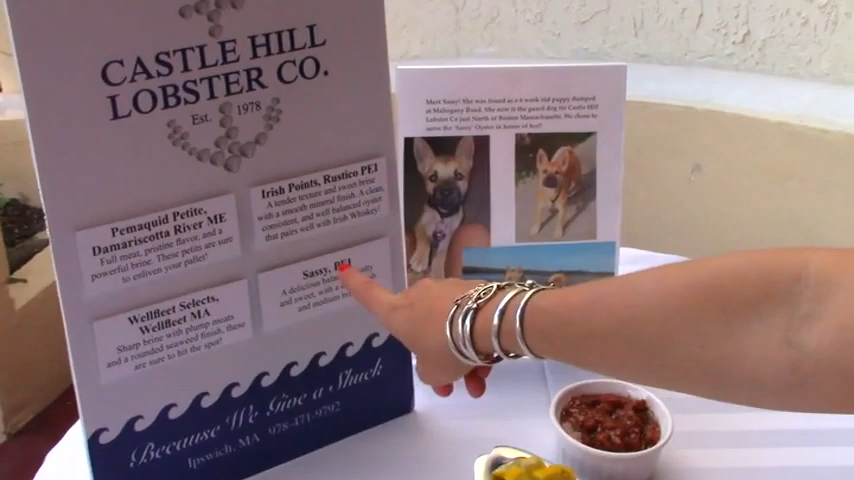 CASTLE HILL
LOBSTER CO.
Est. 1978
Pemaquid Petite,
Damariscotta River ME
Full meat, pristine flavor, and a
powerful brine. These petits are sure
to enliven your pallet!
Irish Points, Rustico PEI
A tender texture and sweet brine
with a smooth mineral finish. A clean,
consistent, and well balanced oyster
that pairs well with Irish Whiskey!
Wellfleet Selects,
Wellfleet MA
Sharp brine with plump meats
and a rounded seaweed finish, these
are sure to hit the spot!
Sassy, PEI
A delicious
and sweet, with a
and medium
Because We Give a Shuck
Ipswich, MA 978-471-9792
Meet Sassy! She was found as a 6 week old puppy dumped
at Mahogany Road. She now is the guard dog for Castle Hill
Lobster Co just North of Boston Massachusetts. We chose to
name the 'Sassy' Oyster in honor of her!!